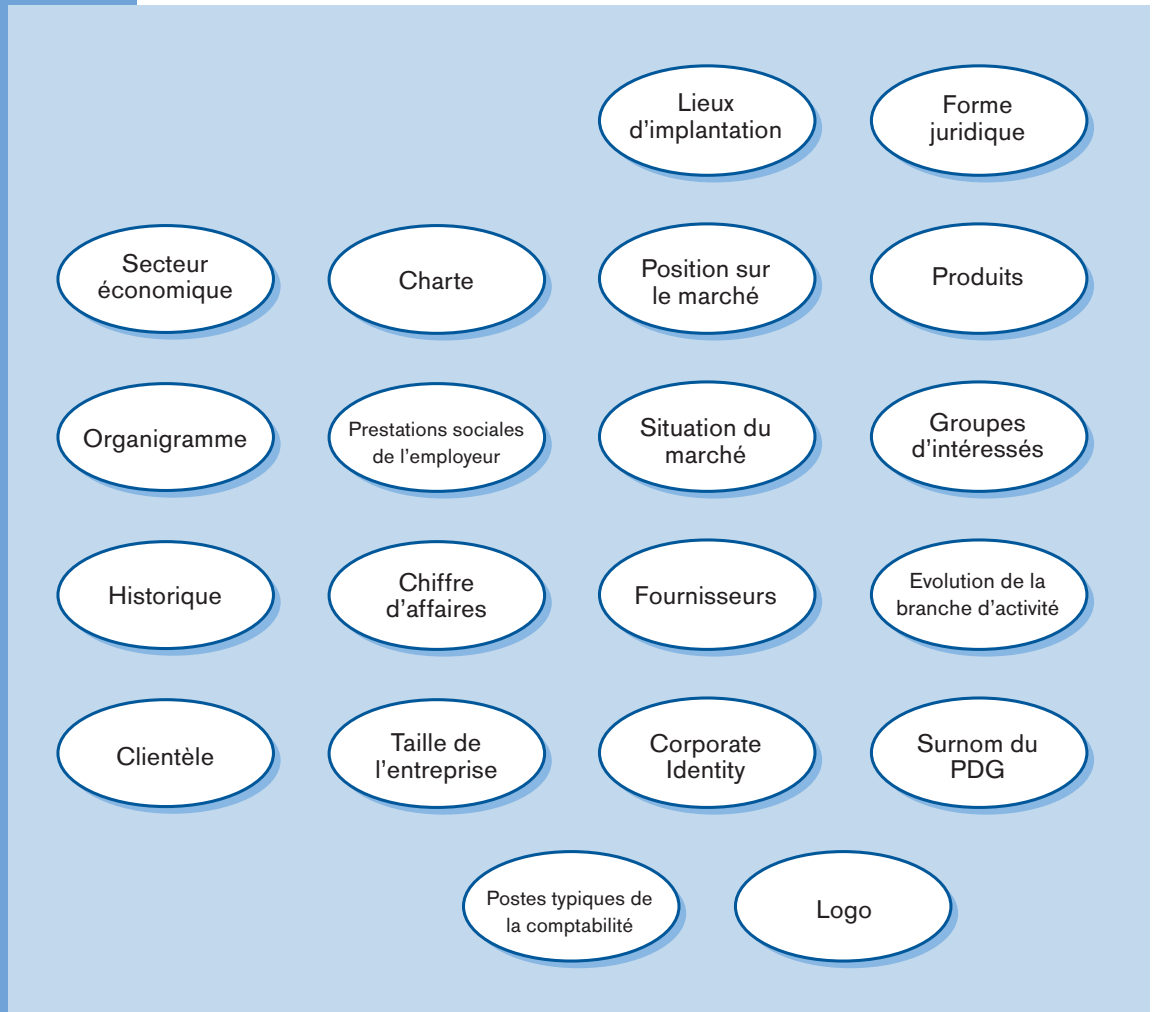 Lieux
d'implantation
Forme
juridique
Secteur
économique
Charte
Position sur
le marché
Produits
Organigramme
Prestations sociales
de l'employeur
Situation du
marché
Groupes
d'intéressés
Historique
Chiffre
d'affaires
Fournisseurs
Evolution de la
branche d'activité
Clientèle
Taille de
l'entreprise
Corporate
Identity
Surnom du
PDG
Postes typiques de
la comptabilité
Logo